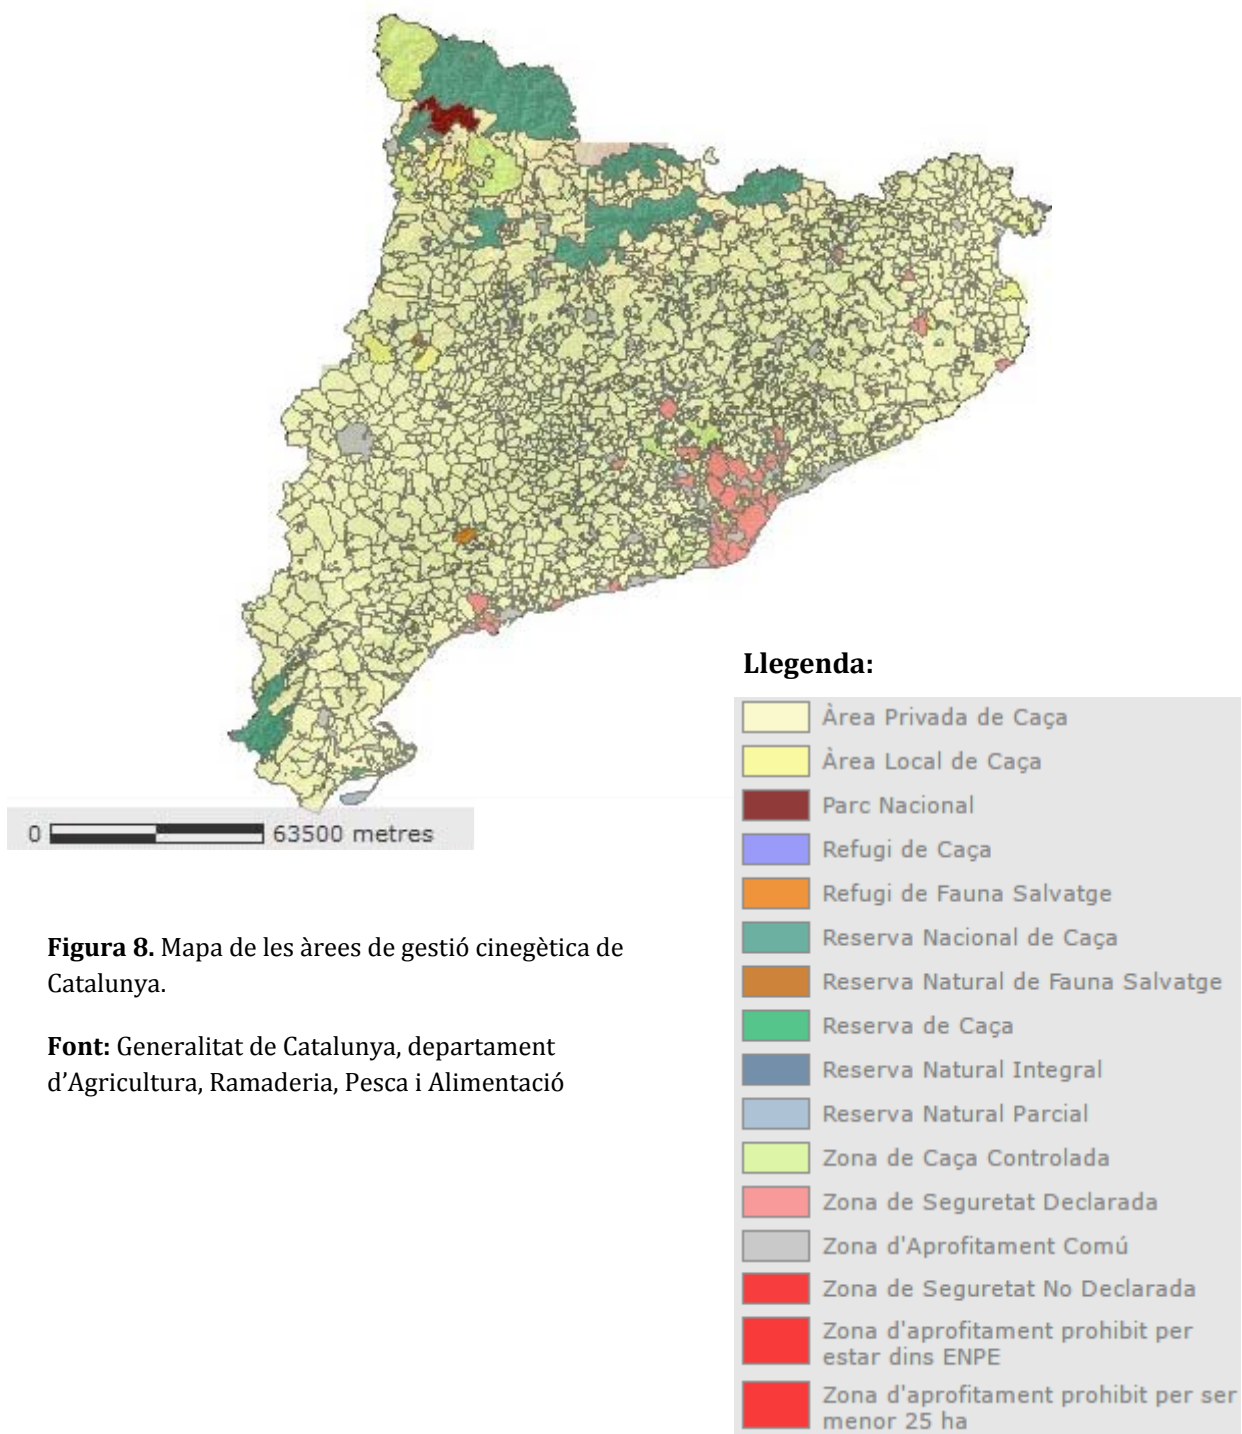 Llegenda:
Àrea Privada de Caça
Àrea Local de Caça
Parc Nacional
Refugi de Caça
Refugi de Fauna Salvatge
Reserva Nacional de Caça
Reserva Natural de Fauna Salvatge
Reserva de Caça
Reserva Natural Integral
Reserva Natural Parcial
Zona de Caça Controlada
Zona de Seguretat Declarada
Zona d'Aprofitament Comú
Zona de Seguretat No Declarada
Zona d'aprofitament prohibit per
estar dins ENPE
Zona d'aprofitament prohibit per ser
menor 25 ha
0 63500 metres
Figura 8. Mapa de les àrees de gestió cinegètica de
Catalunya.
Font: Generalitat de Catalunya, departament
d’Agricultura, Ramaderia, Pesca i Alimentació